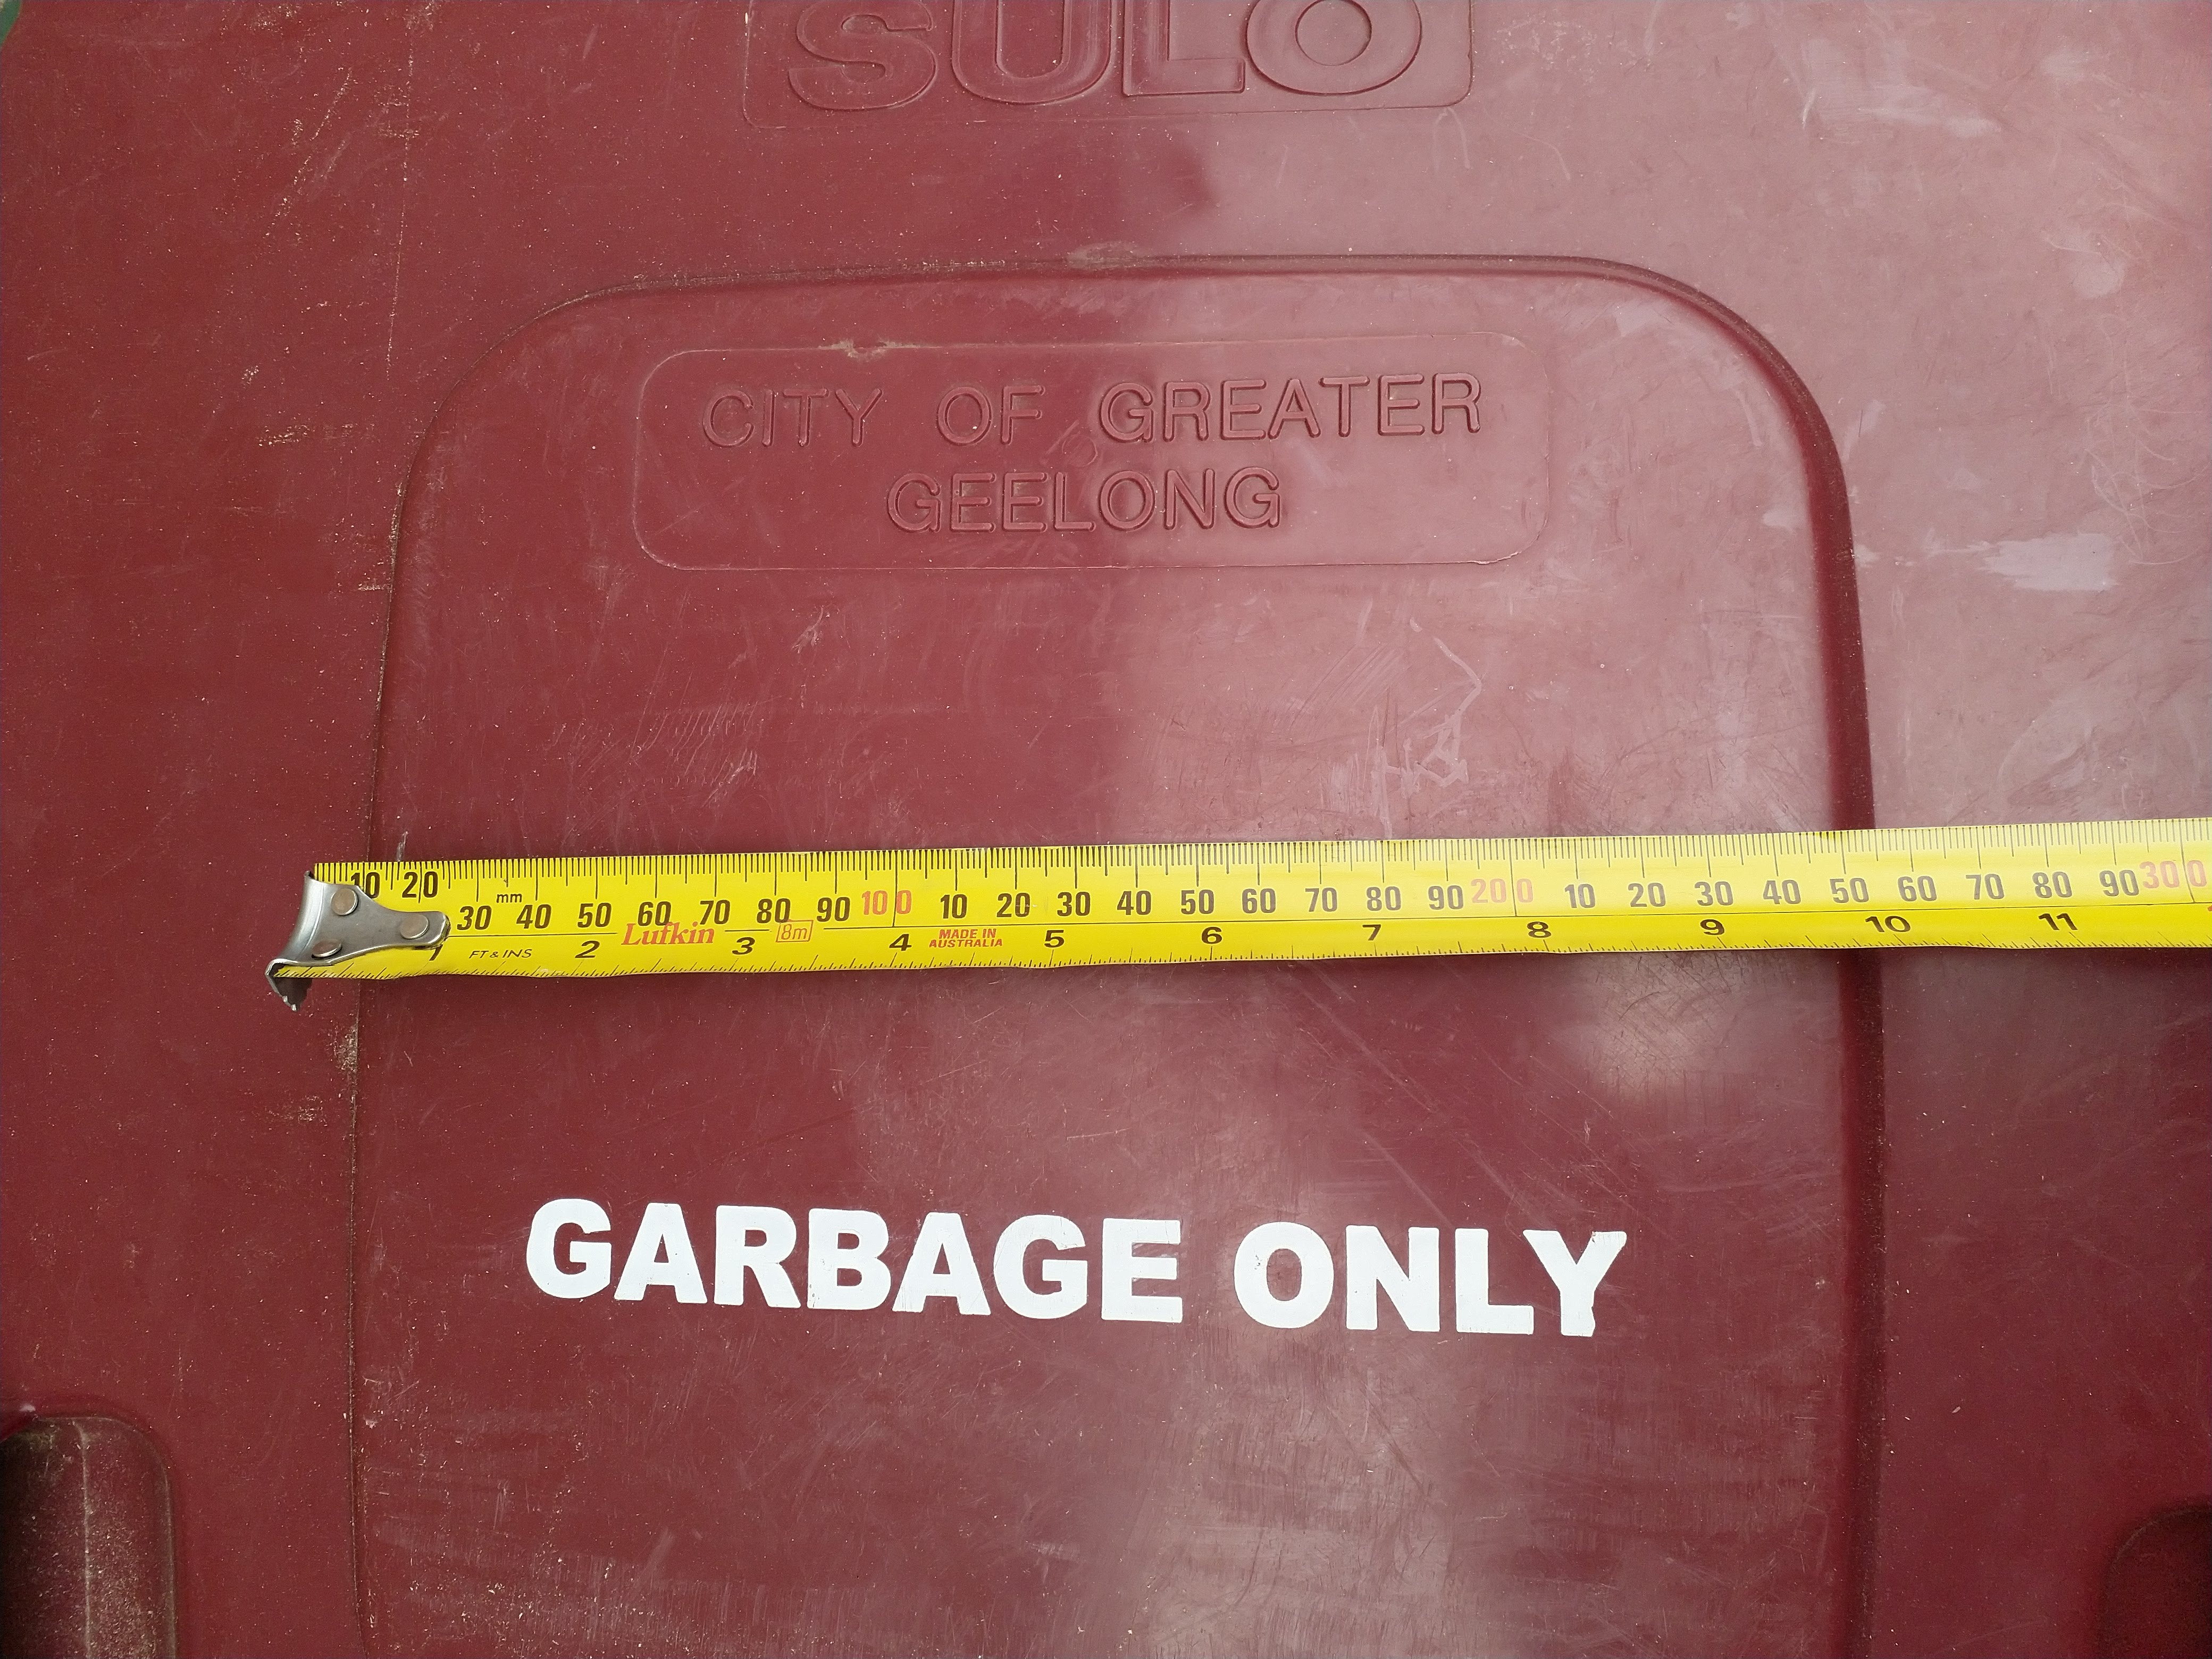 SULO
CITY OF GREATER
GEELONG
10 20 30 mm 40 50 60 70 80 90 100 10 20 30 40 50 60 70 80 90 200 10 20 30 40 50 60 70 80 90 300
1 FT & INS 2 Lufkin 3 8m 4 MADE IN AUSTRALIA 5 6 7 8 9 10 11
GARBAGE ONLY